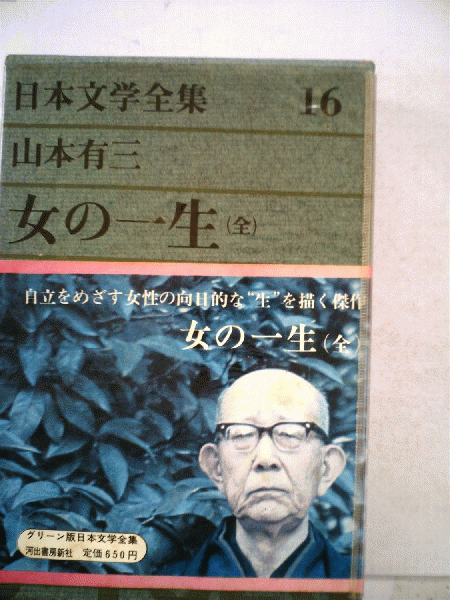 日本文学全集 16
山本有三
女の一生(全)
自立をめざす女性の向日的な“生”を描く傑作
女の一生(全)
グリーン版日本文学全集
河出書房新社 定価650円